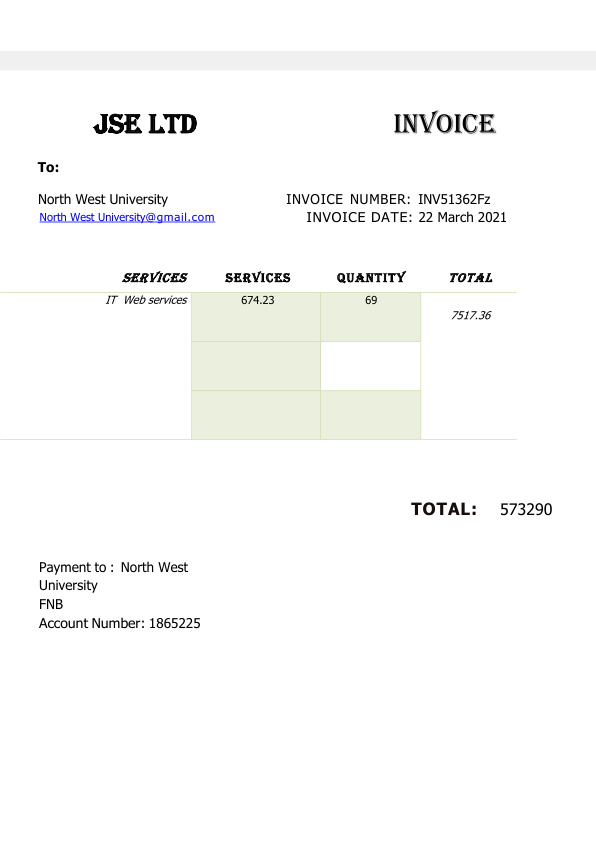 JSE LTD INVOICE
To:
North West University INVOICE NUMBER: INV51362Fz
North West University@gmail.com INVOICE DATE: 22 March 2021
SERVICES SERVICES QUANTITY TOTAL
IT Web services 674.23 69
7517.36
TOTAL: 573290
Payment to : North West
University
FNB
Account Number: 1865225